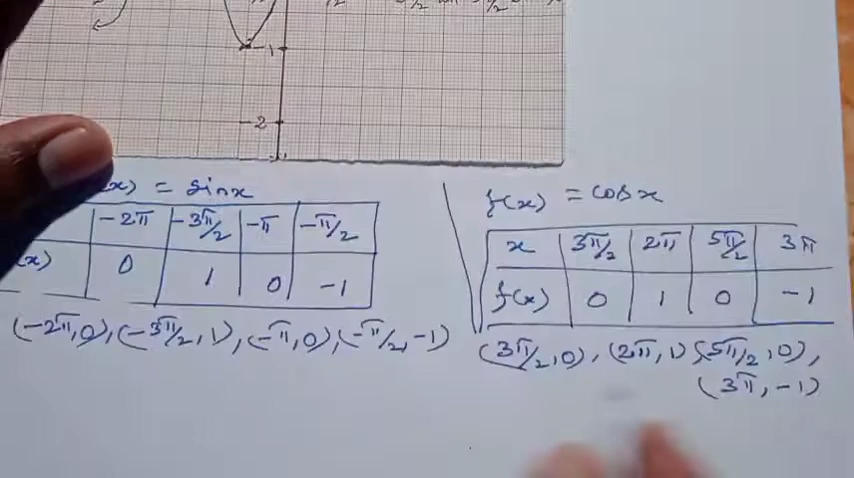 -1
-2
(x) = sinx
-2π -3π/2 -π -π/2
(x) 0 1 0 -1
(-2π,0),(-3π/2,1),(-π,0),(-π/2,-1)
f(x) = cosx
x 3π/2 2π 5π/2 3π
f(x) 0 1 0 -1
(3π/2,0),(2π,1)(5π/2,0),
(3π,-1)